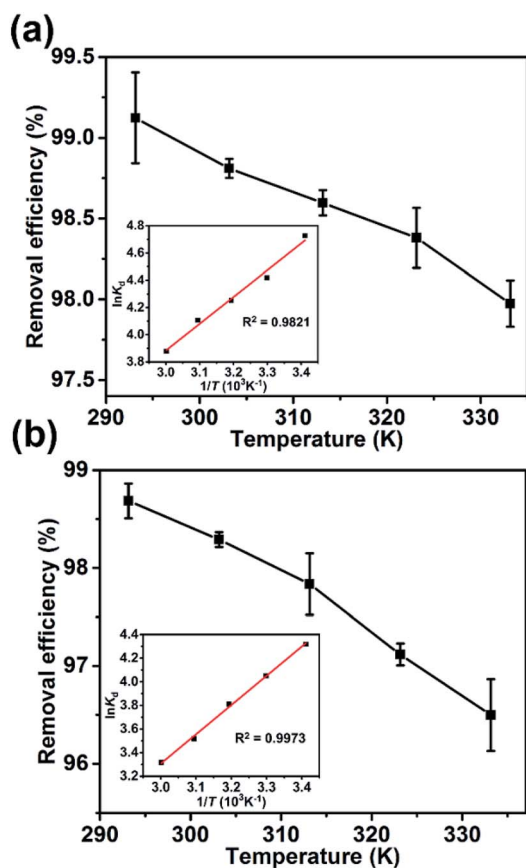 (a)
99.5
99.0
98.5
98.0
97.5
Removal efficiency (%)
4.8
4.6
4.4
4.2
4.0
3.8
lnKd
R² = 0.9821
3.0 3.1 3.2 3.3 3.4
1/T (10³K⁻¹)
290 300 310 320 330
Temperature (K)
(b)
99
98
97
96
Removal efficiency (%)
4.4
4.2
4.0
3.8
3.6
3.4
3.2
lnKd
R² = 0.9973
3.0 3.1 3.2 3.3 3.4
1/T (10³K⁻¹)
290 300 310 320 330
Temperature (K)